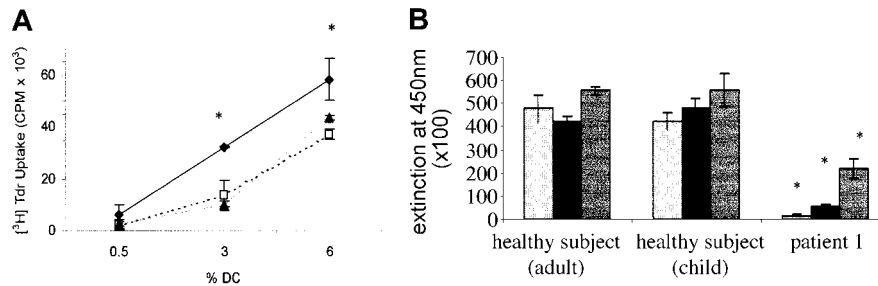 A
*
*
60
40
20
0
[³H] Tdr Uptake (CPM x 10³)
0.5
3
6
% DC
B
700
600
500
400
300
200
100
0
extinction at 450nm
(x100)
*
*
*
healthy subject
(adult)
healthy subject
(child)
patient 1